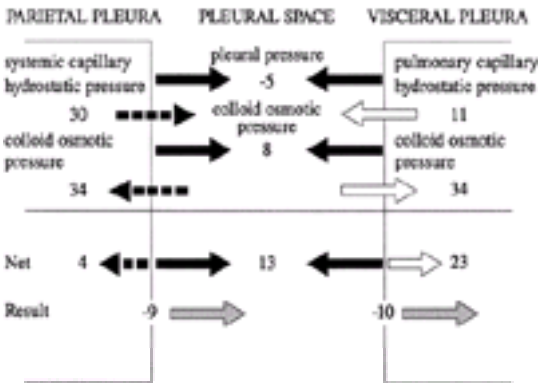 PARIETAL PLEURA PLEURAL SPACE VISCERAL PLEURA
systemic capillary
hydrostatic pressure
30
colloid osmotic
pressure
34
pleural pressure
-5
colloid osmotic
pressure
8
pulmonary capillary
hydrostatic pressure
11
colloid osmotic
pressure
34
Net 4 13 23
Result -9 -10